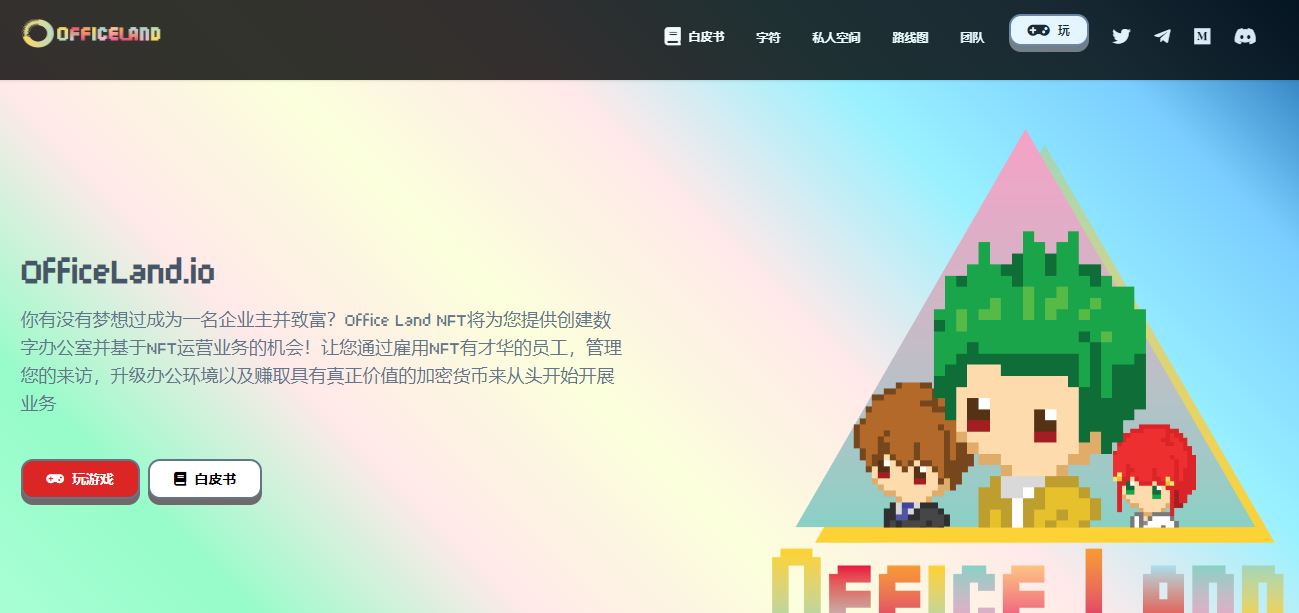 OFFICELAND
白皮书 字符 私人空间 路线图 团队 玩 M
OfficeLand.io
你有没有梦想过成为一名企业主并致富？Office Land NFT将为您提供创建数
字办公室并基于NFT运营业务的机会！让您通过雇用NFT有才华的员工，管理
您的来访，升级办公环境以及赚取具有真正价值的加密货币来从头开始开展
业务
玩游戏 白皮书
Office Land